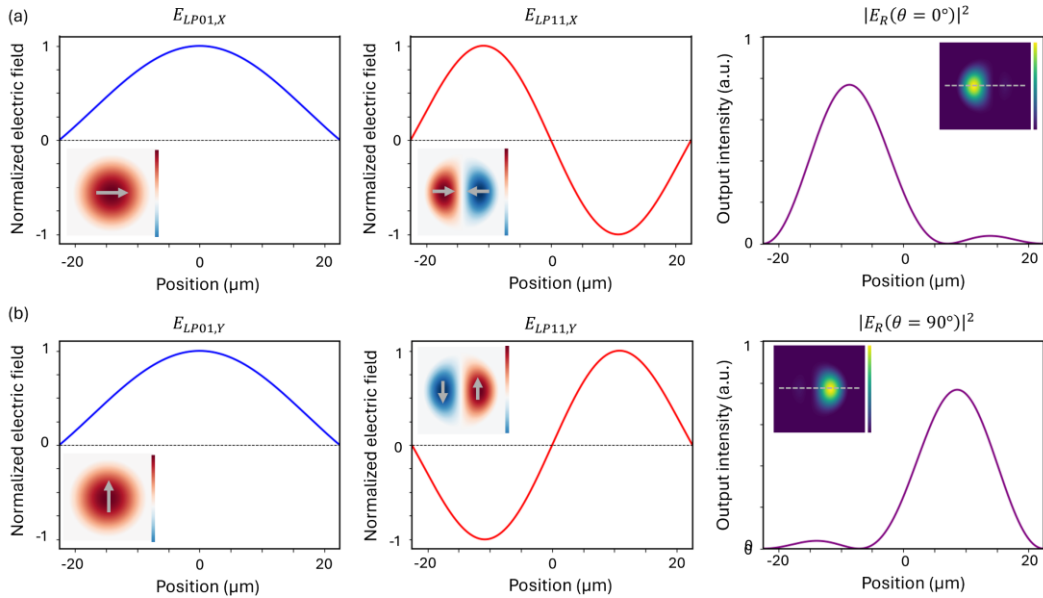 (a)
E_{LP01,X}
E_{LP11,X}
|E_R(θ = 0°)|²
Normalized electric field
1
0
-1
-20
0
20
Position (µm)
Normalized electric field
1
0
-1
-20
0
20
Position (µm)
Output intensity (a.u.)
1
0
-20
0
20
Position (µm)
(b)
E_{LP01,Y}
E_{LP11,Y}
|E_R(θ = 90°)|²
Normalized electric field
1
0
-1
-20
0
20
Position (µm)
Normalized electric field
1
0
-1
-20
0
20
Position (µm)
Output intensity (a.u.)
1
0
0
-20
0
20
Position (µm)